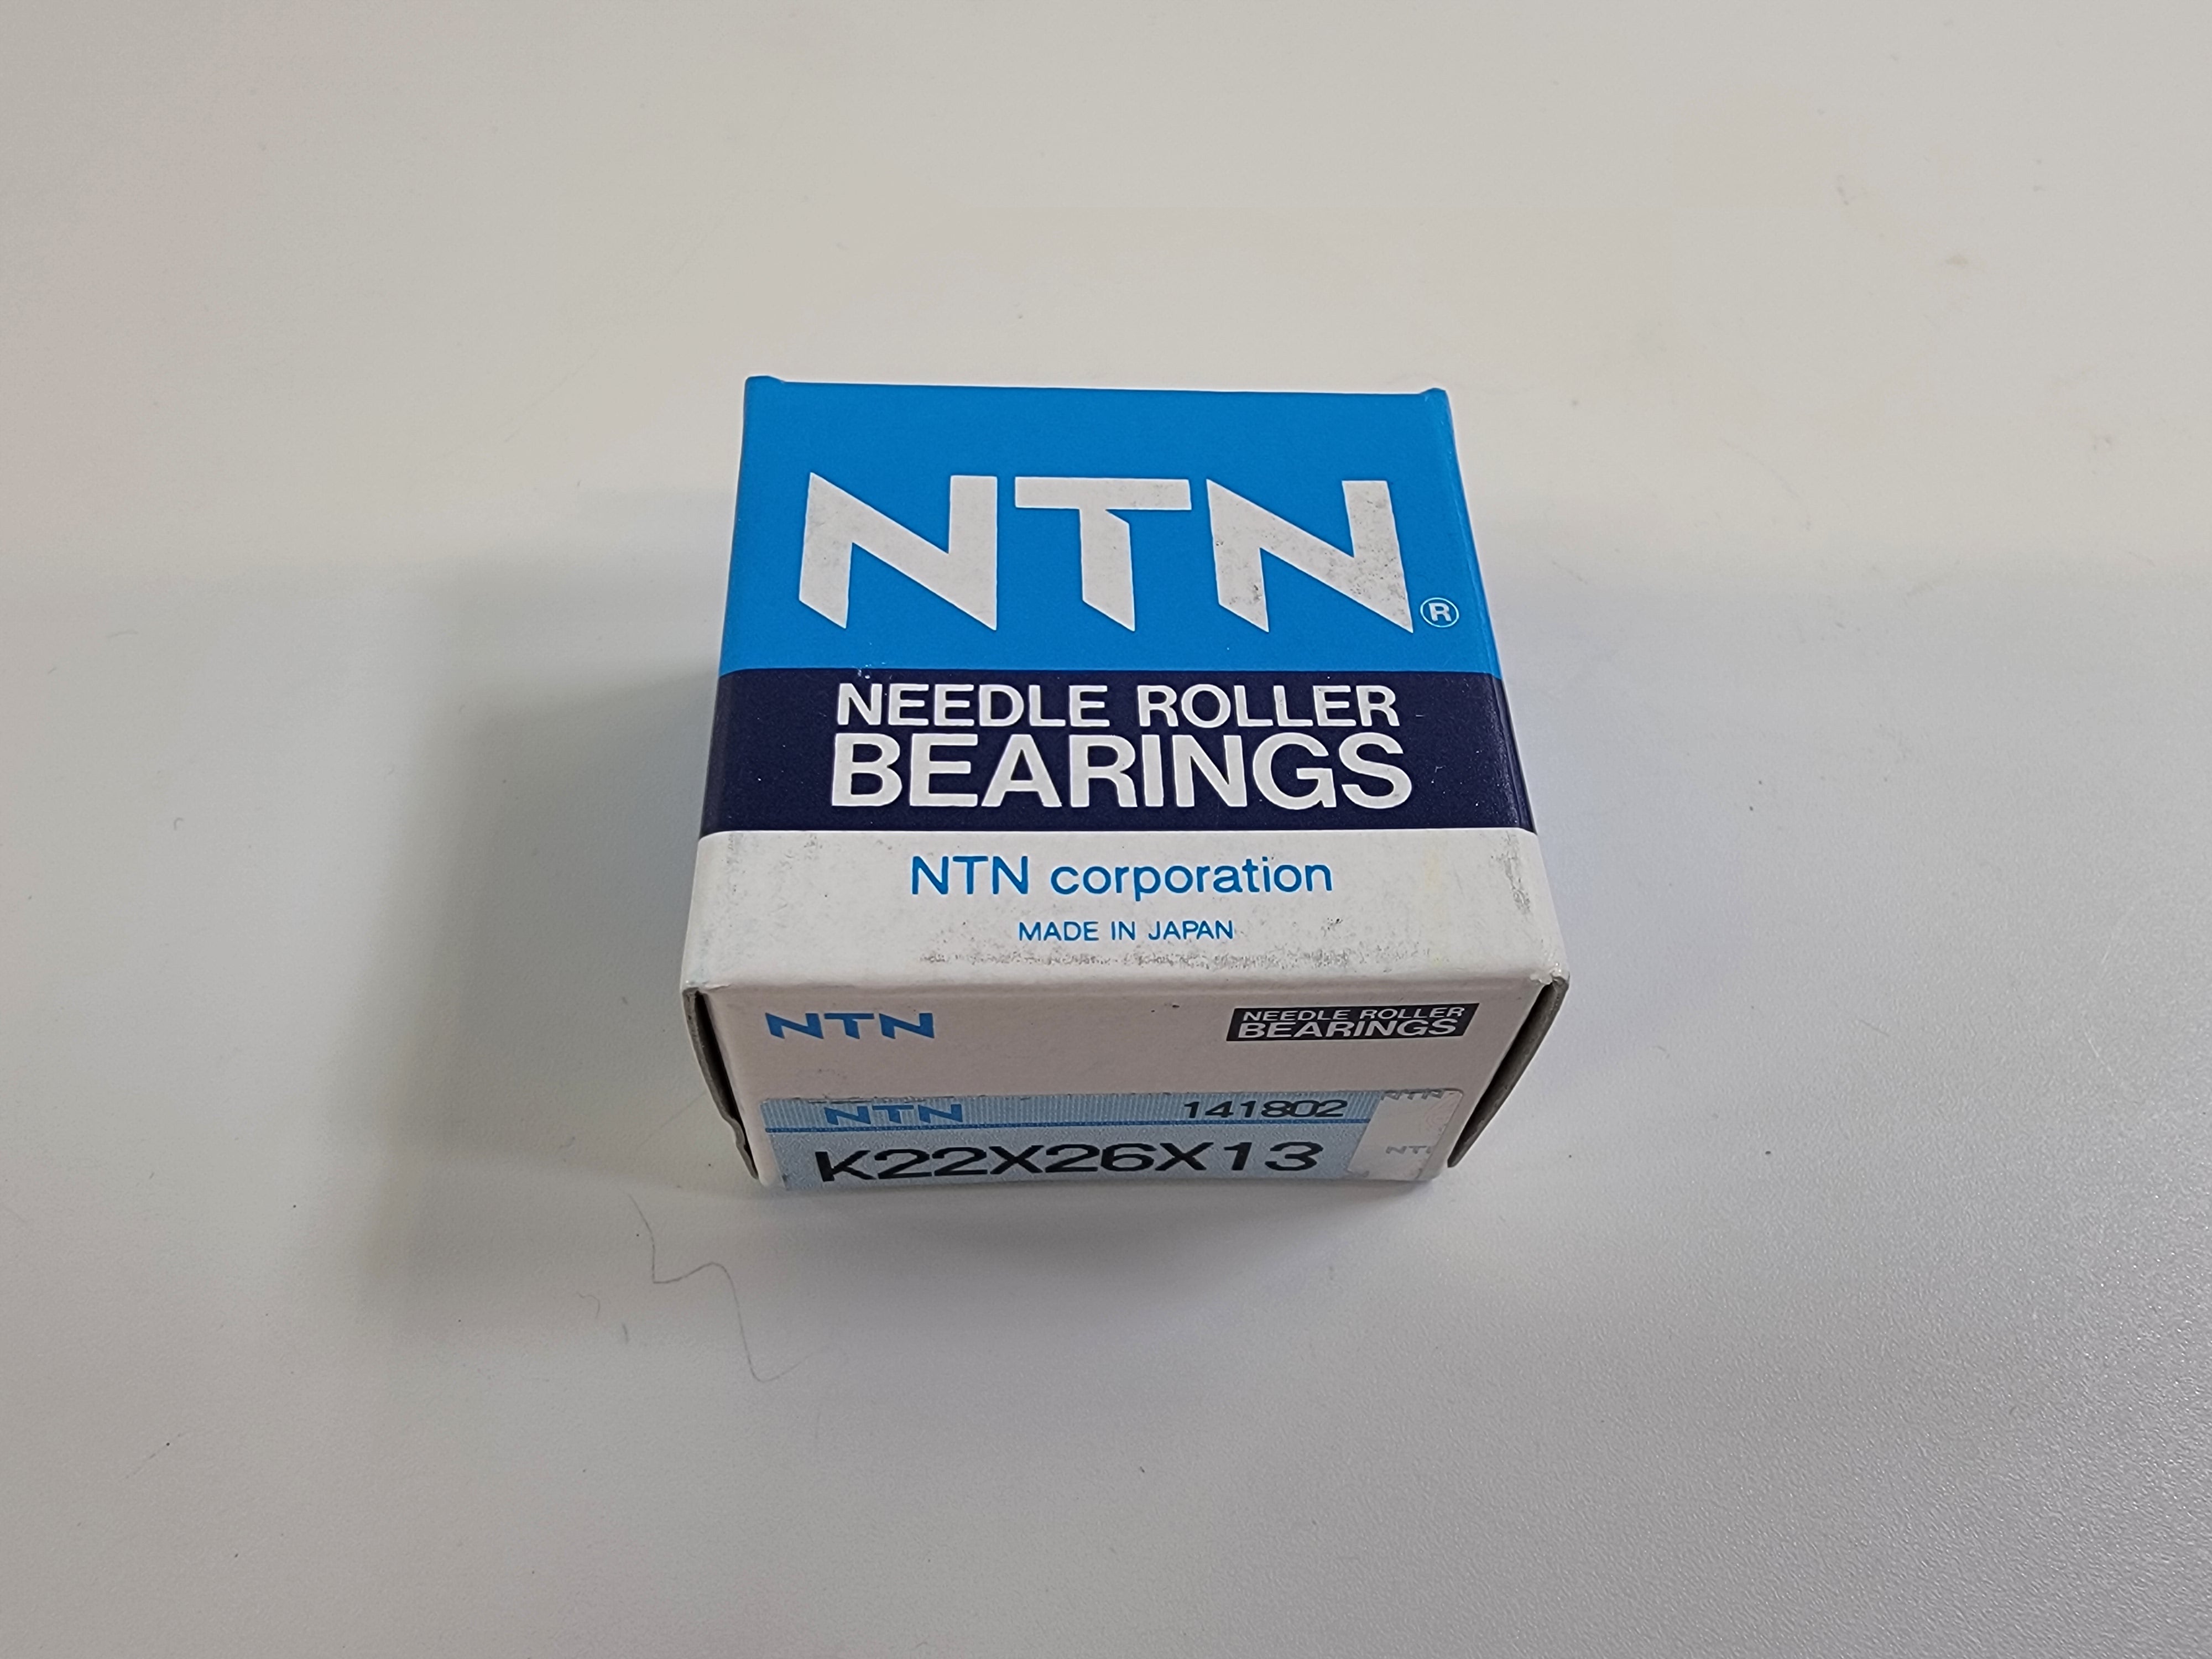 NTN®
NEEDLE ROLLER
BEARINGS
NTN corporation
MADE IN JAPAN
NTN
NEEDLE ROLLER
BEARINGS
NTN 141802
K22X26X13